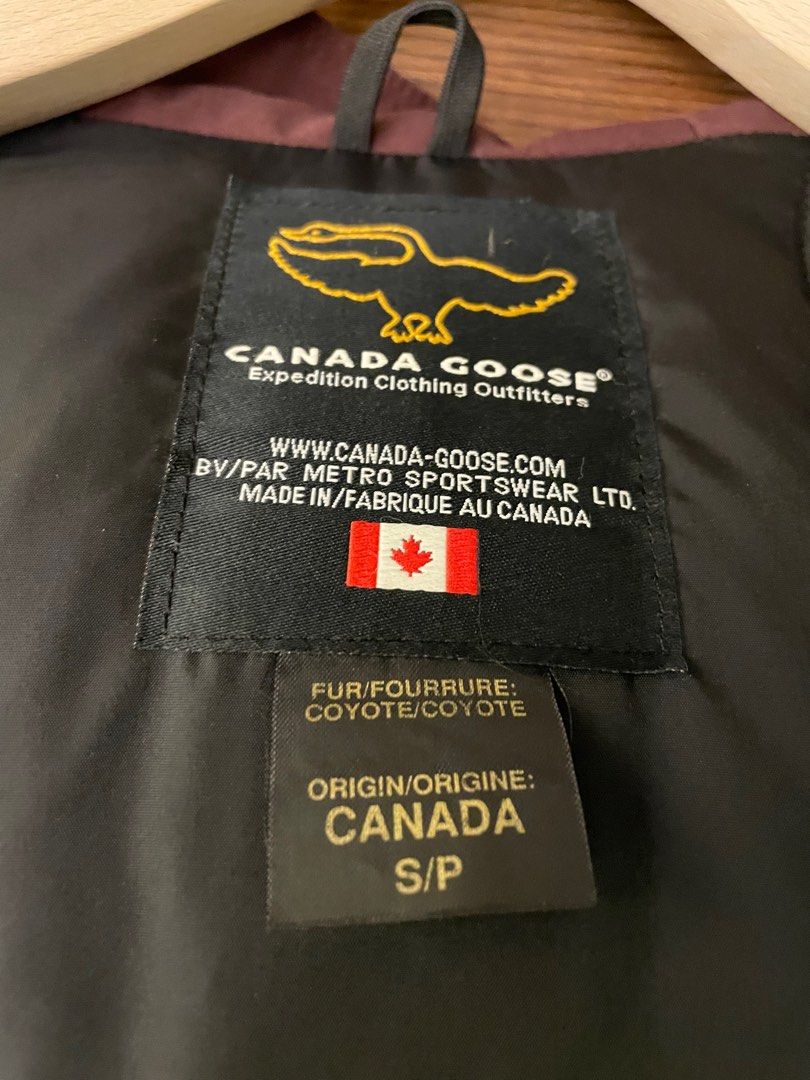 CANADA GOOSE®
Expedition Clothing Outfitters
WWW.CANADA-GOOSE.COM
BY/PAR METRO SPORTSWEAR LTD.
MADE IN/FABRIQUE AU CANADA
FUR/FOURRURE:
COYOTE/COYOTE
ORIGIN/ORIGINE:
CANADA
S/P